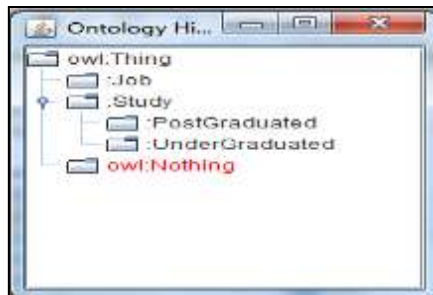 Ontology Hi...
owl:Thing
:Job
:Study
:PostGraduated
:UnderGraduated
owl:Nothing